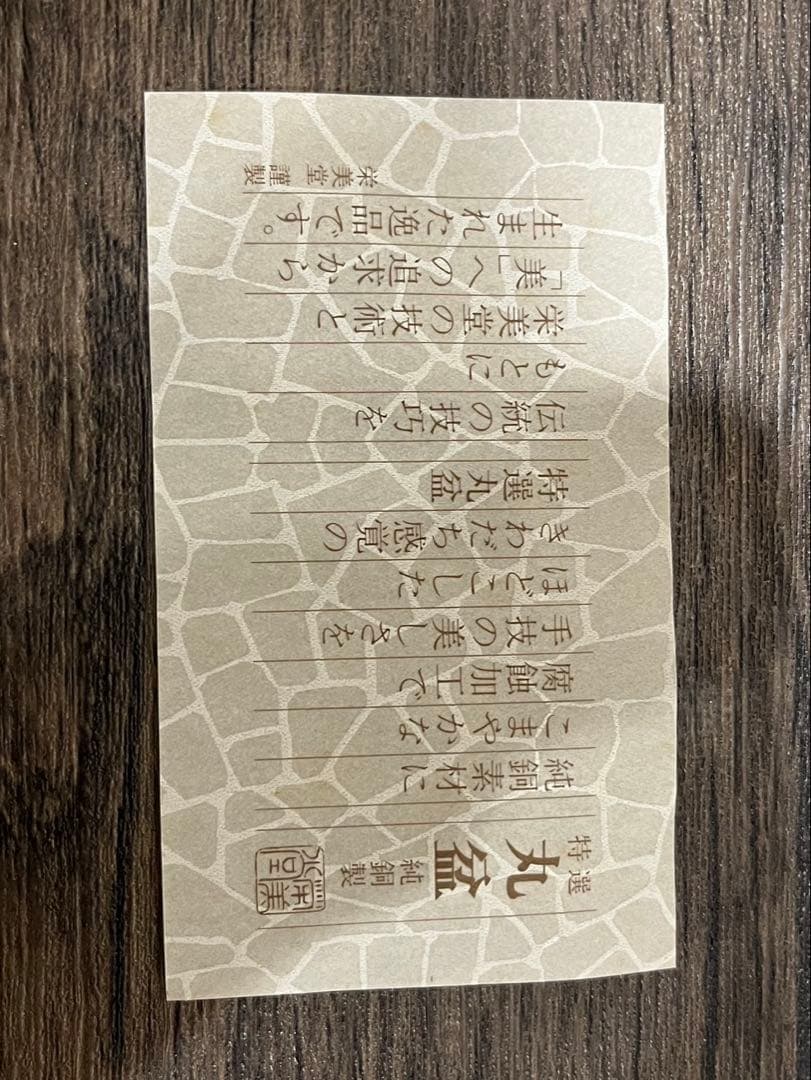 特選
丸盆
純銅製
純銅素材に
こまやかな
腐蝕加工で
手技の美しさを
ほどこした
きわだち感覚の
特選丸盆
伝統の技巧を
もとに
栄美堂の技術と
「美」への追求から
生まれた逸品です。
栄美堂 謹製